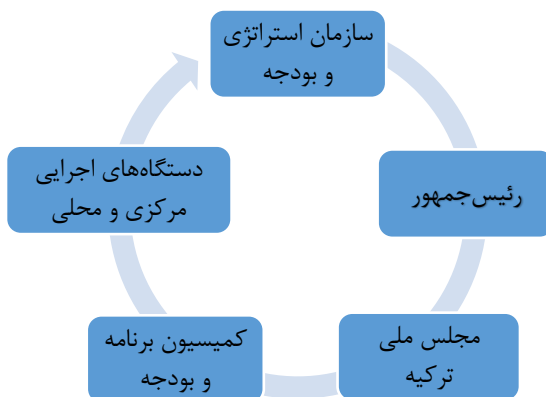 سازمان استراتژی
و بودجه
رئیس‌جمهور
مجلس ملی
ترکیه
کمیسیون برنامه
و بودجه
دستگاه‌های اجرایی
مرکزی و محلی